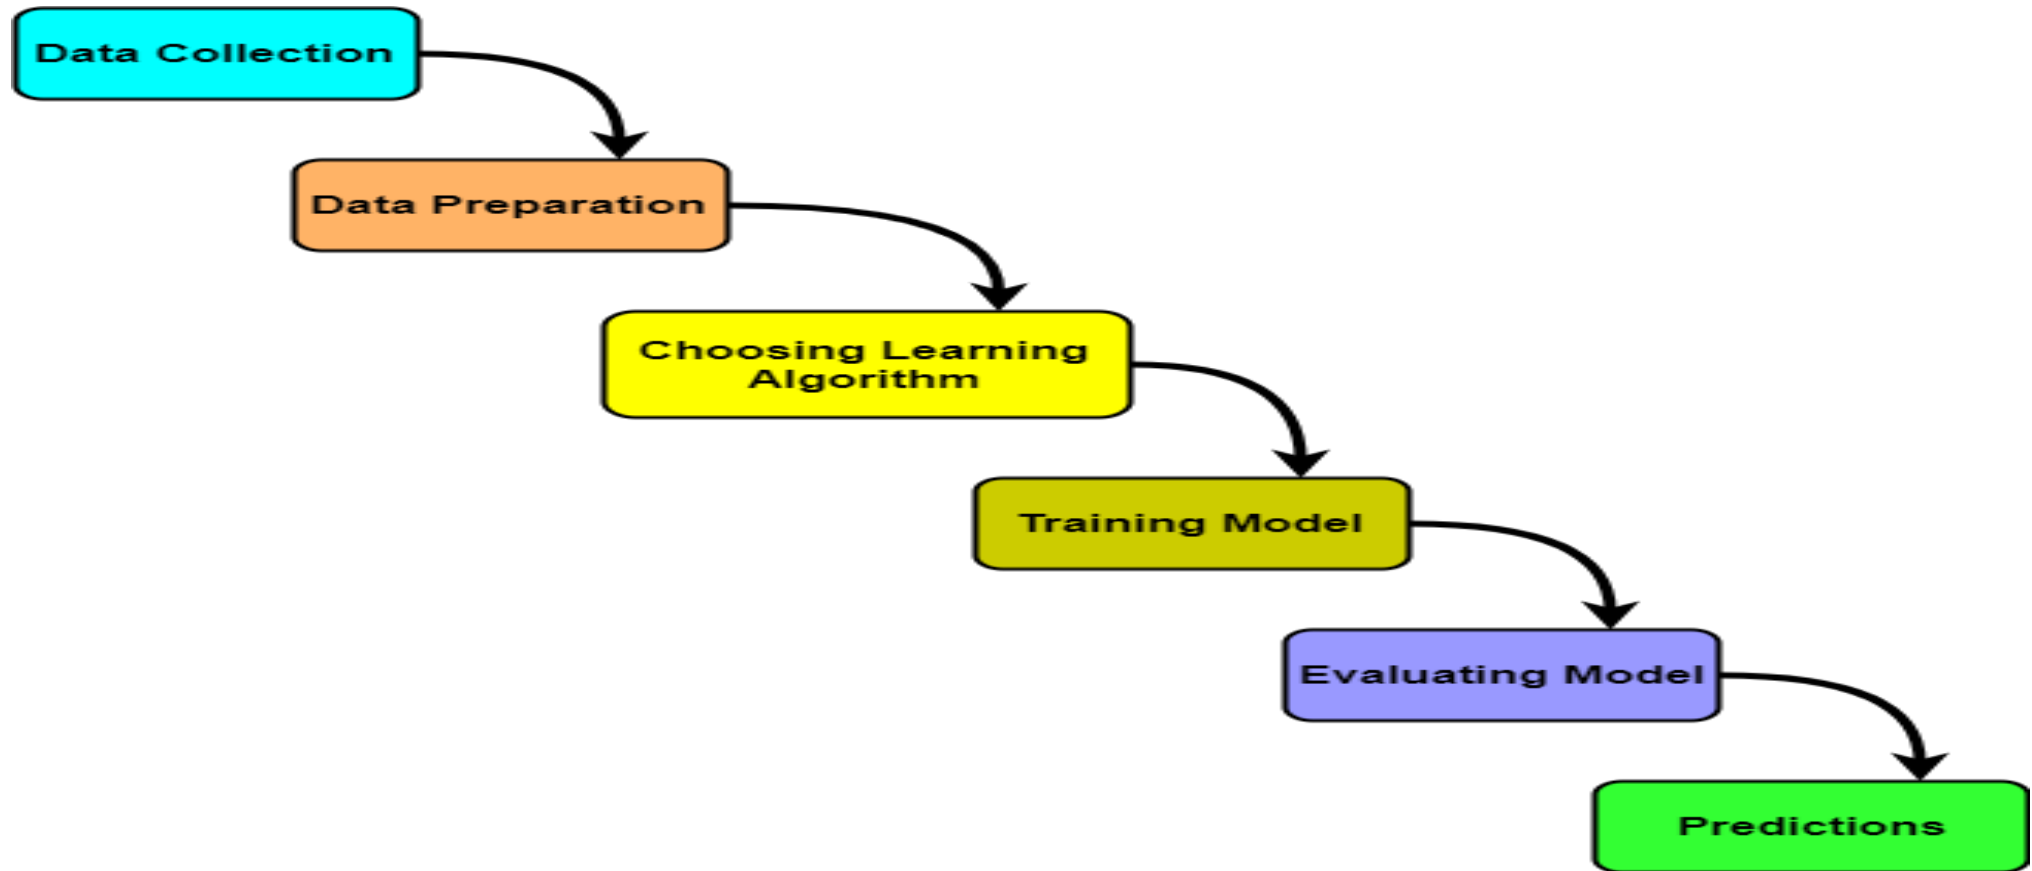 Data Collection
Data Preparation
Choosing Learning
Algorithm
Training Model
Evaluating Model
Predictions